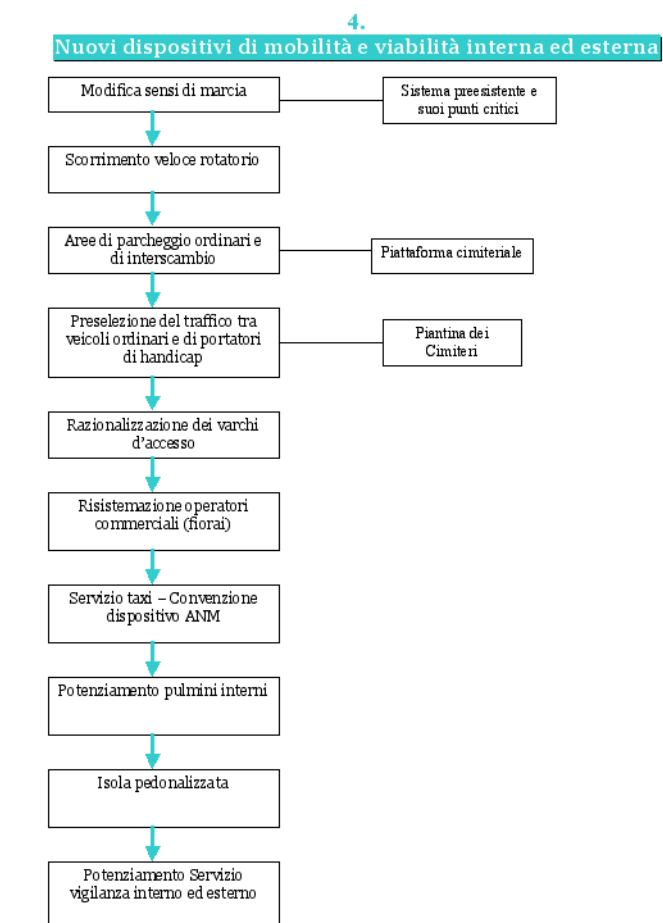 4.
Nuovi dispositivi di mobilità e viabilità interna ed esterna
Modifica sensi di marcia
Sistema preesistente e
suoi punti critici
Scorrimento veloce rotatorio
Aree di parcheggio ordinari e
di interscambio
Piattaforma cimiteriale
Preselezione del traffico tra
veicoli ordinari e di portatori
di handicap
Piantina dei
Cimiteri
Razionalizzazione dei varchi
d’accesso
Risistemazione operatori
commerciali (fiorai)
Servizio taxi – Convenzione
dispositivo ANM
Potenziamento pulmini interni
Isola pedonalizzata
Potenziamento Servizio
vigilanza interno ed esterno